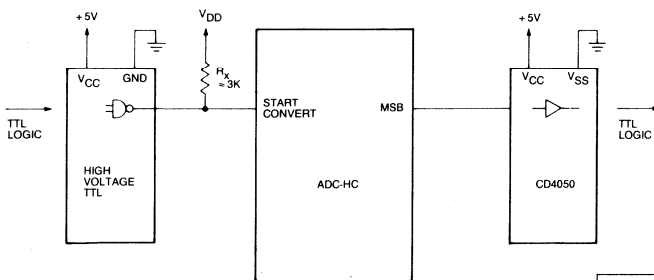 +5V
VCC
GND
TTL
LOGIC
HIGH
VOLTAGE
TTL
VDD
Rx
≈3K
START
CONVERT
MSB
ADC-HC
+5V
VCC
VSS
CD4050
TTL
LOGIC